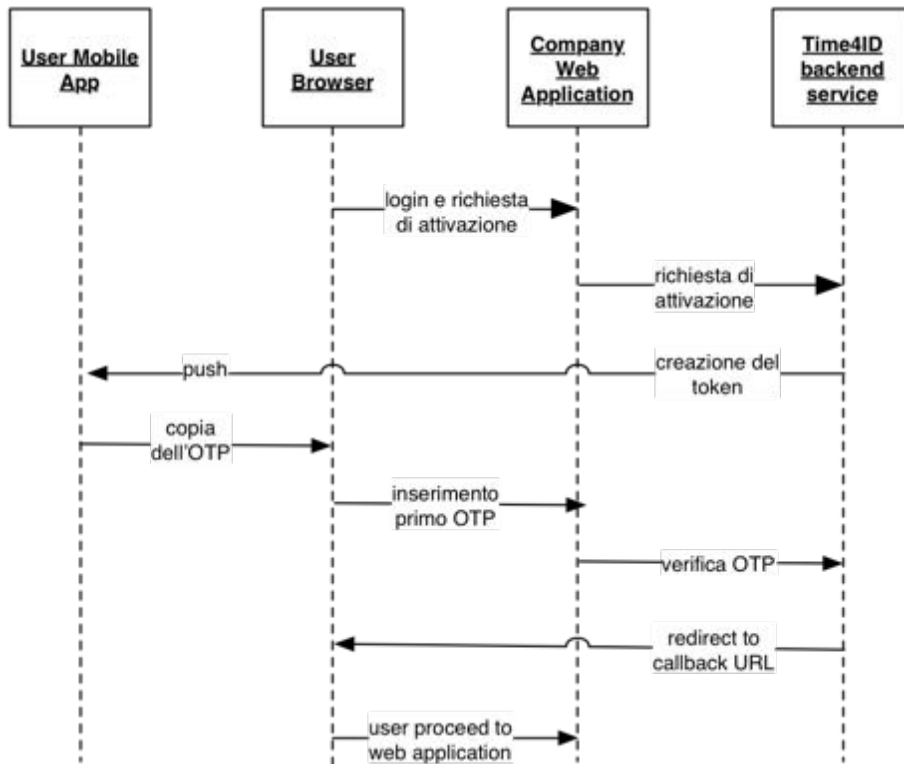 User Mobile
App
User
Browser
Company
Web
Application
Time4ID
backend
service
login e richiesta
di attivazione
richiesta di
attivazione
push
creazione del
token
copia
dell'OTP
inserimento
primo OTP
verifica OTP
redirect to
callback URL
user proceed to
web application